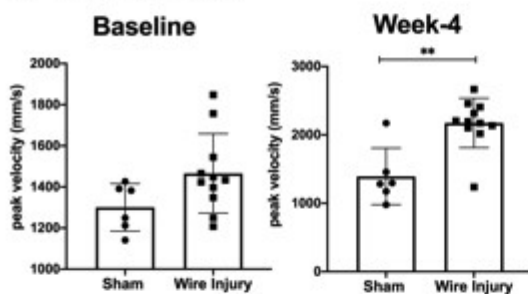 Baseline
peak velocity (mm/s)
2000
1800
1600
1400
1200
1000
Sham
Wire Injury
Week-4
**
peak velocity (mm/s)
3000
2000
1000
0
Sham
Wire Injury